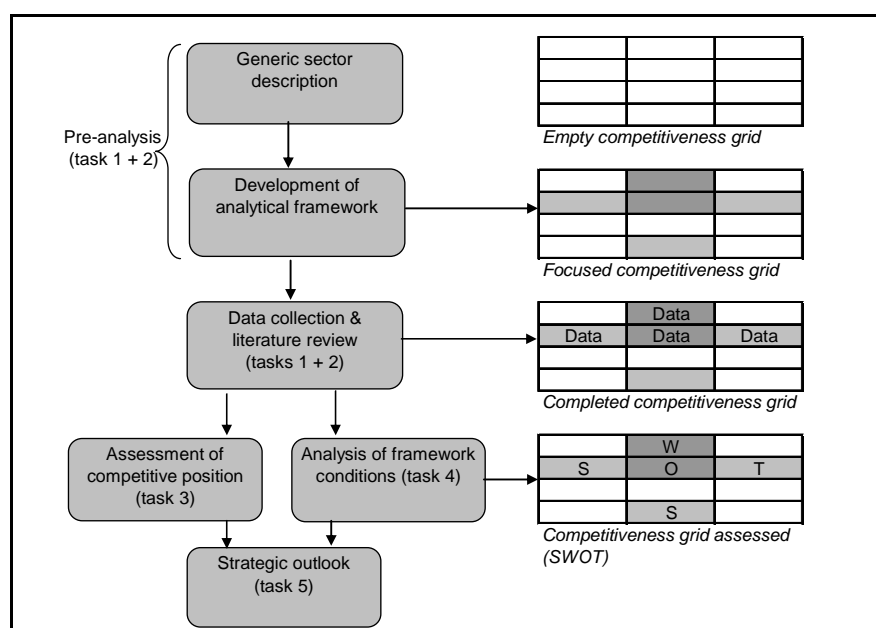 Generic sector
description
Empty competitiveness grid
Pre-analysis
(task 1 + 2)
Development of
analytical framework
Focused competitiveness grid
Data collection &
literature review
(tasks 1 + 2)
Data
Data Data Data
Completed competitiveness grid
Assessment of
competitive position
(task 3)
Analysis of framework
conditions (task 4)
W
S O T
S
Competitiveness grid assessed
(SWOT)
Strategic outlook
(task 5)